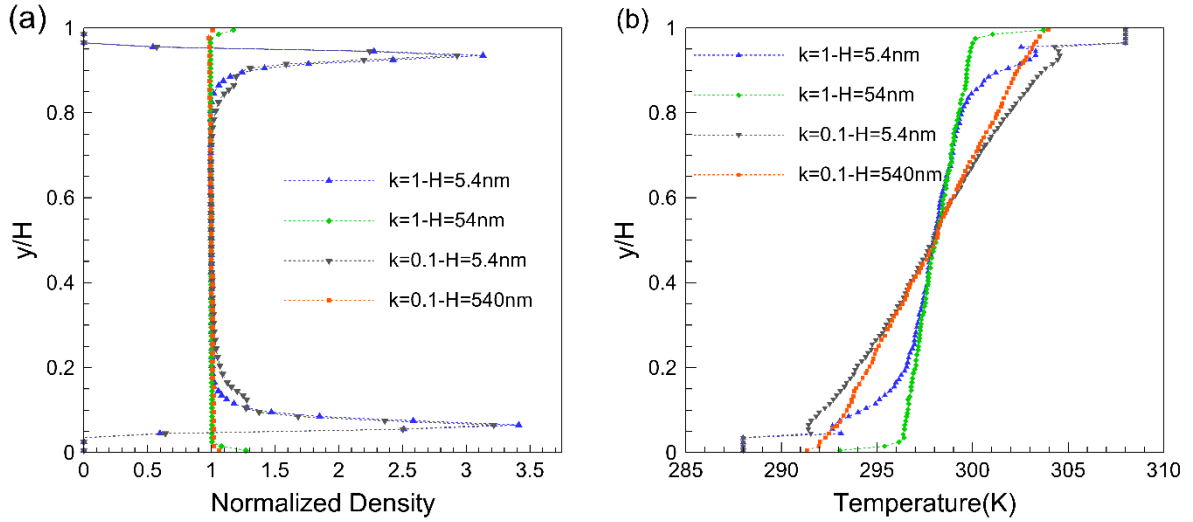 (a)
1
0.8
0.6
0.4
0.2
0
y/H
k=1-H=5.4nm
k=1-H=54nm
k=0.1-H=5.4nm
k=0.1-H=540nm
0 0.5 1 1.5 2 2.5 3 3.5
Normalized Density
(b)
1
0.8
0.6
0.4
0.2
0
y/H
k=1-H=5.4nm
k=1-H=54nm
k=0.1-H=5.4nm
k=0.1-H=540nm
285 290 295 300 305 310
Temperature(K)